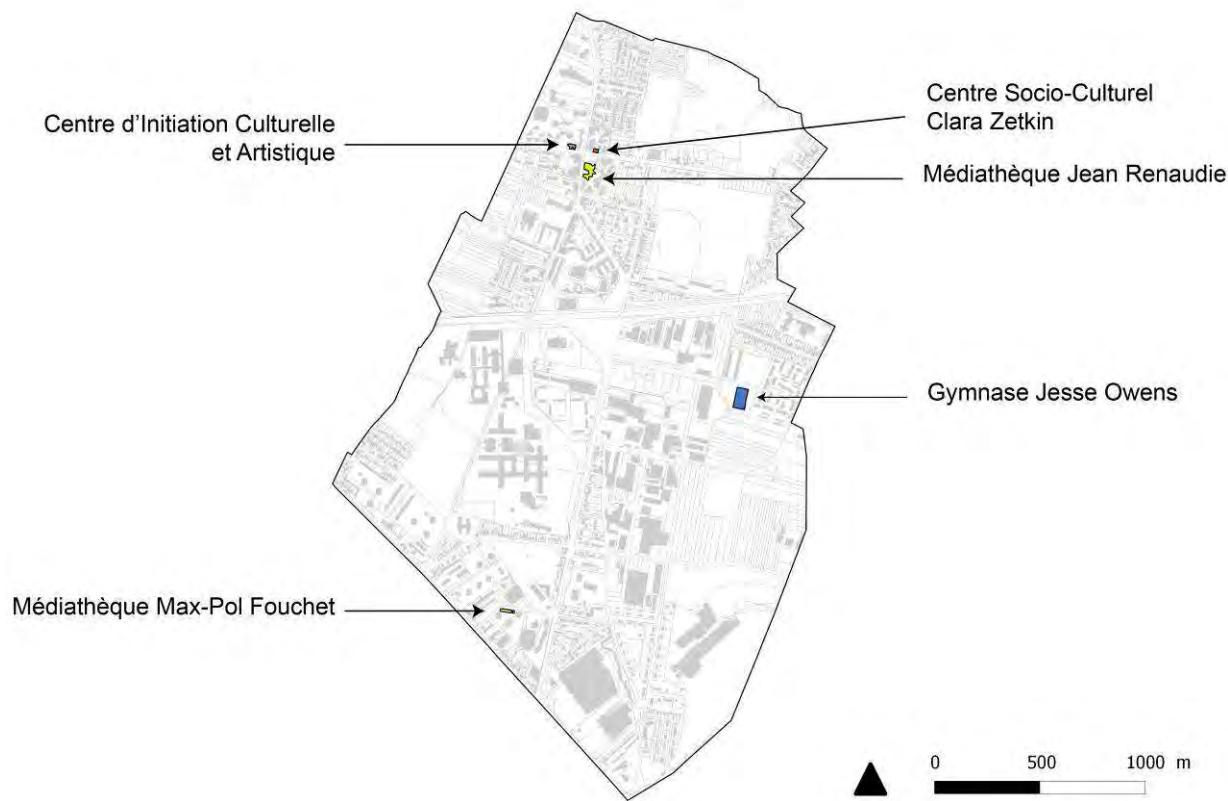 Centre d'Initiation Culturelle
et Artistique
Centre Socio-Culturel
Clara Zetkin
Médiathèque Jean Renaudie
Gymnase Jesse Owens
Médiathèque Max-Pol Fouchet
0 500 1000 m